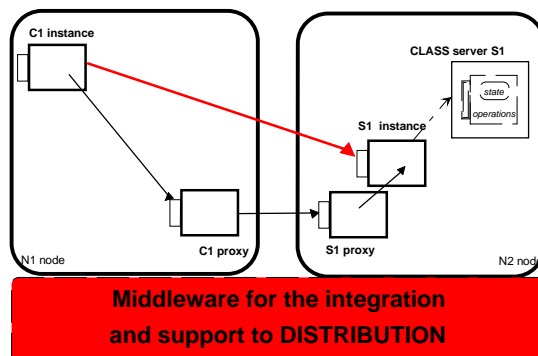 C1 instance
CLASS server S1
state
operations
S1 instance
C1 proxy
S1 proxy
N1 node
N2 node
Middleware for the integration
and support to DISTRIBUTION